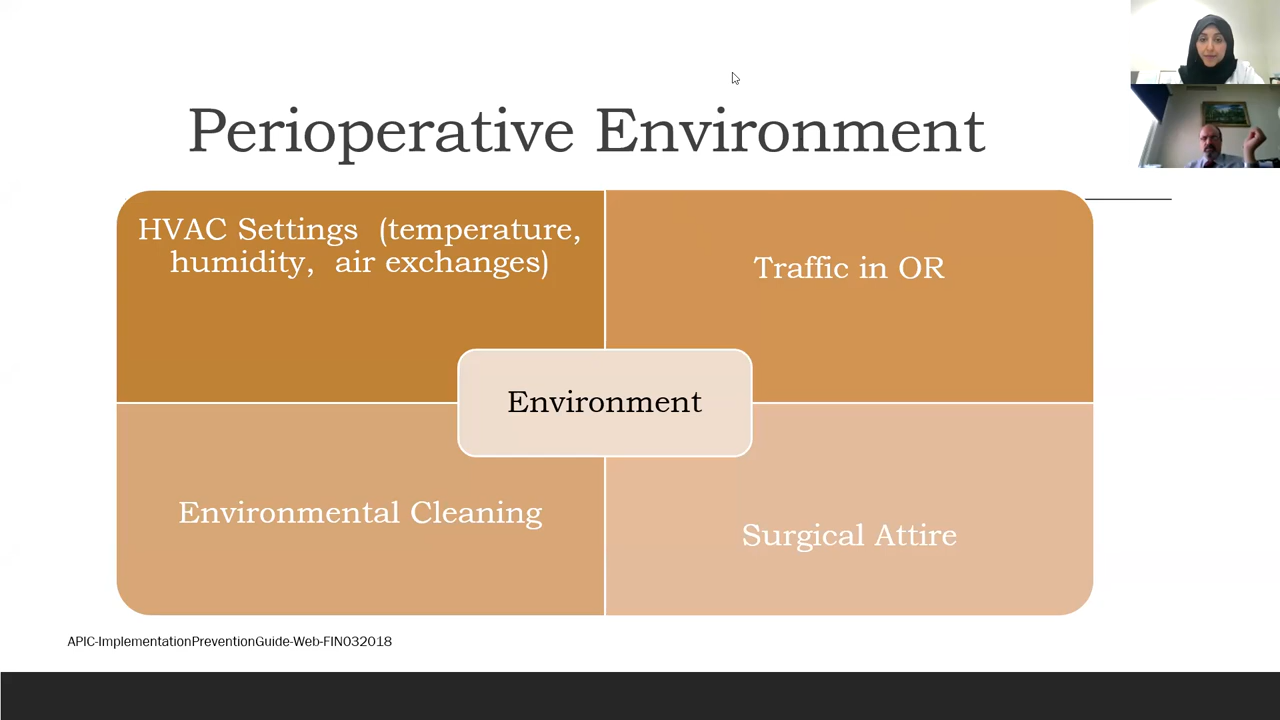 Perioperative Environment
HVAC Settings  (temperature,
humidity,  air exchanges)
Traffic in OR
Environment
Environmental Cleaning
Surgical Attire
APIC-ImplementationPreventionGuide-Web-FIN032018